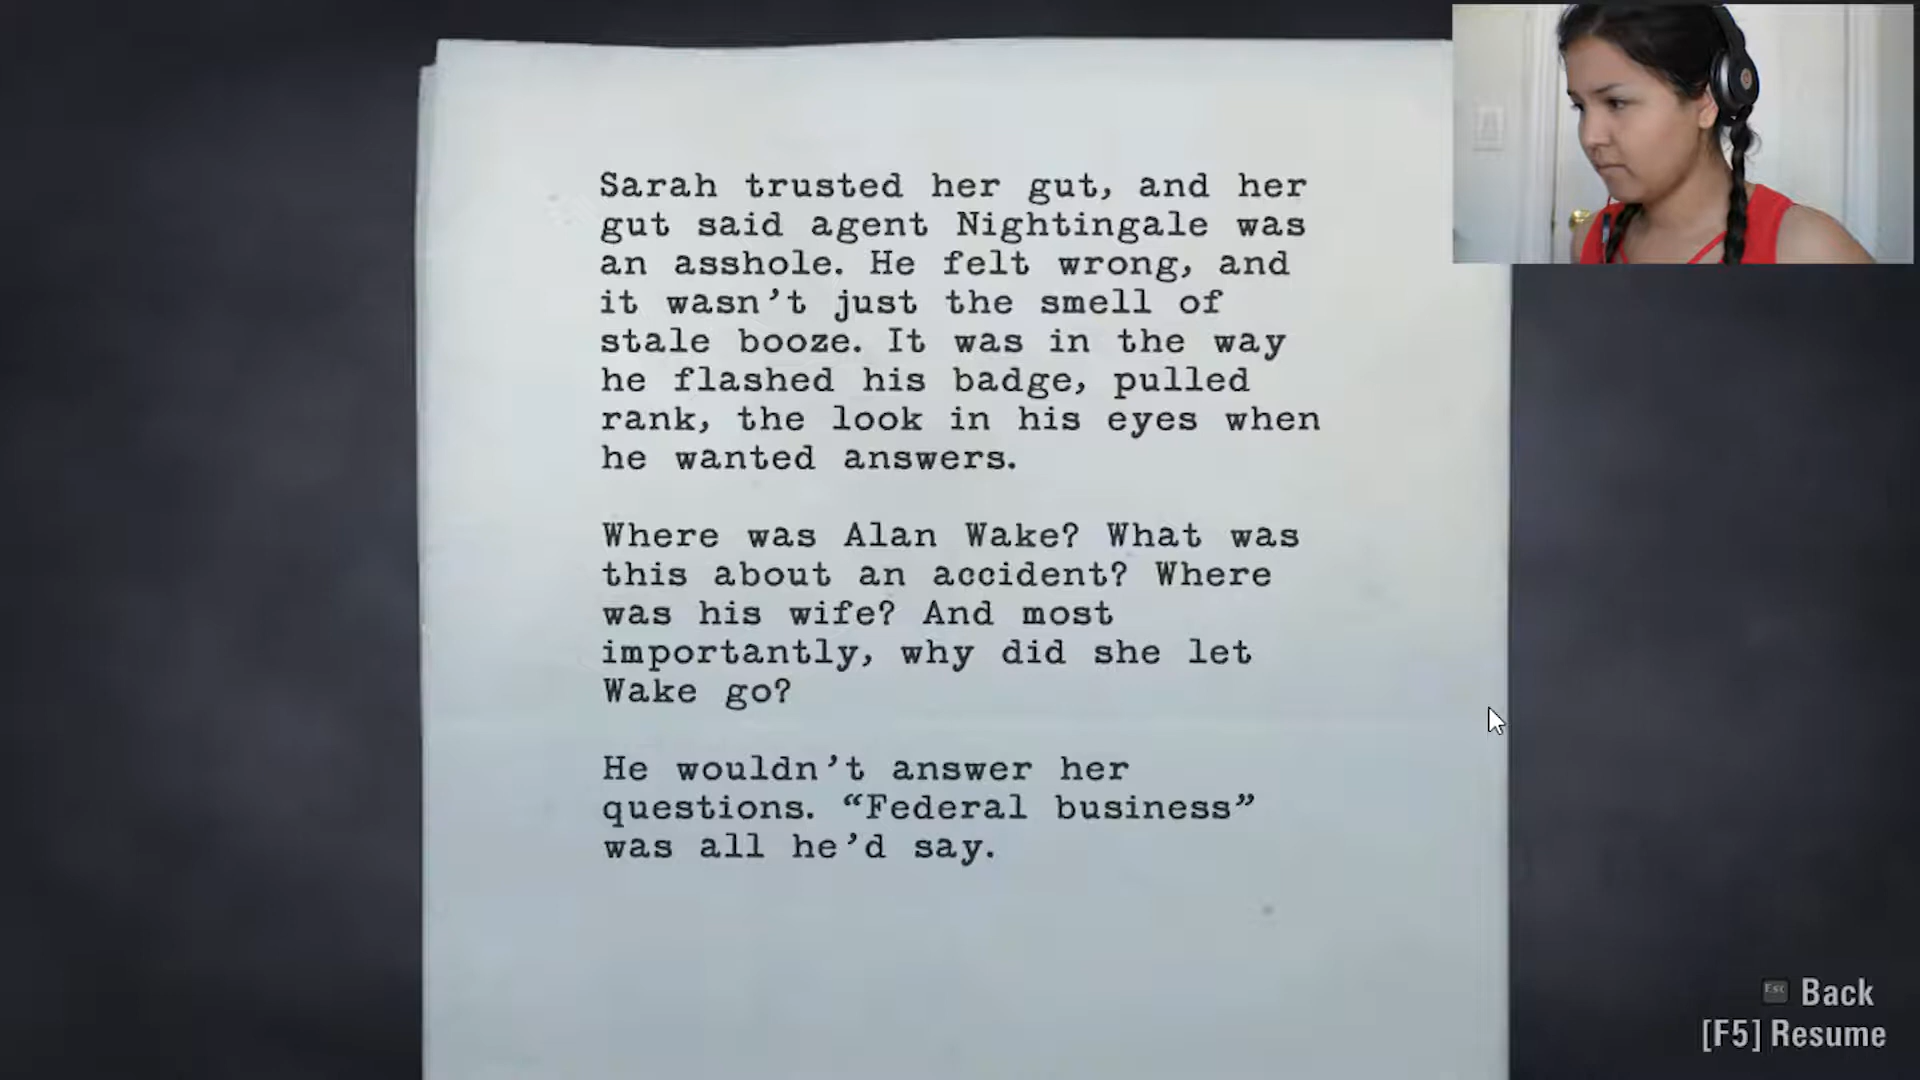 Sarah trusted her gut, and her
gut said agent Nightingale was
an asshole. He felt wrong, and
it wasn't just the smell of
stale booze. It was in the way
he flashed his badge, pulled
rank, the look in his eyes when
he wanted answers.
Where was Alan Wake? What was
this about an accident? Where
was his wife? And most
importantly, why did she let
Wake go?
He wouldn't answer her
questions. “Federal business”
was all he'd say.
Esc Back
[F5] Resume